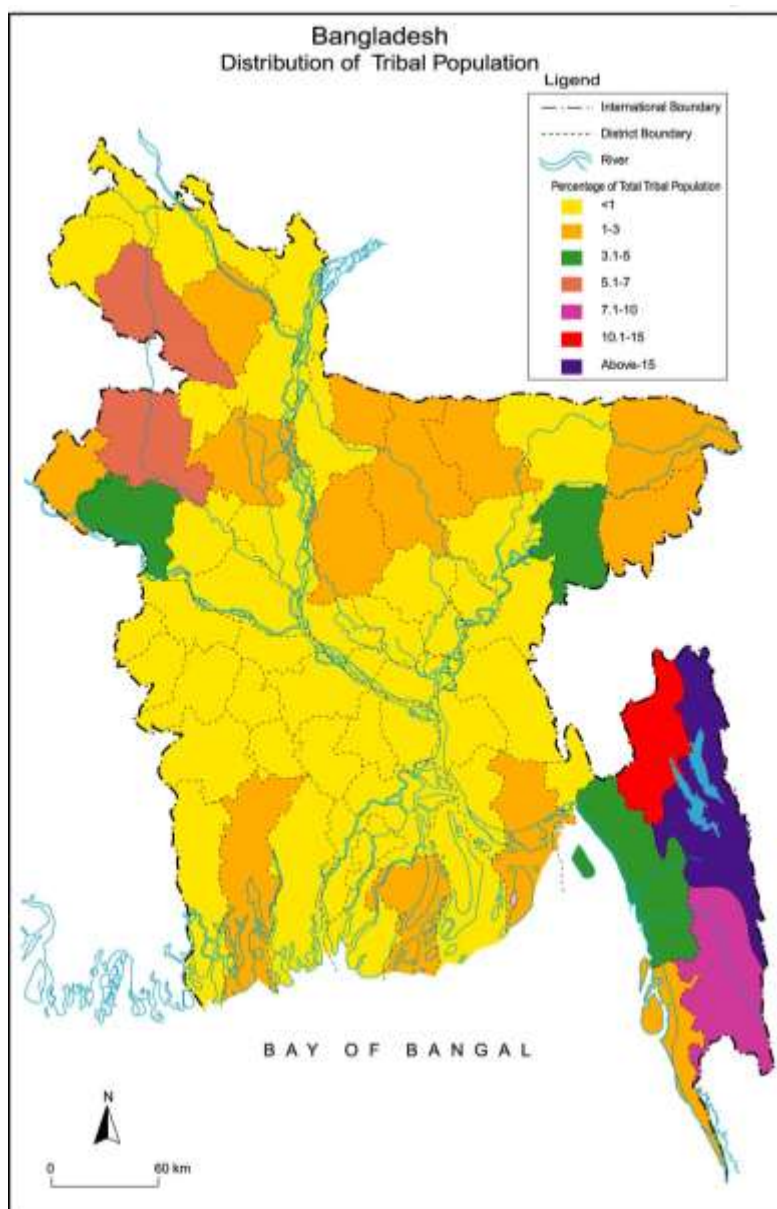 Bangladesh
Distribution of Tribal Population
Ligend
International Boundary
District Boundary
River
Percentage of Total Tribal Population
<1
1-3
3.1-5
5.1-7
7.1-10
10.1-15
Above-15
BAY OF BANGAL
N
0 60 km